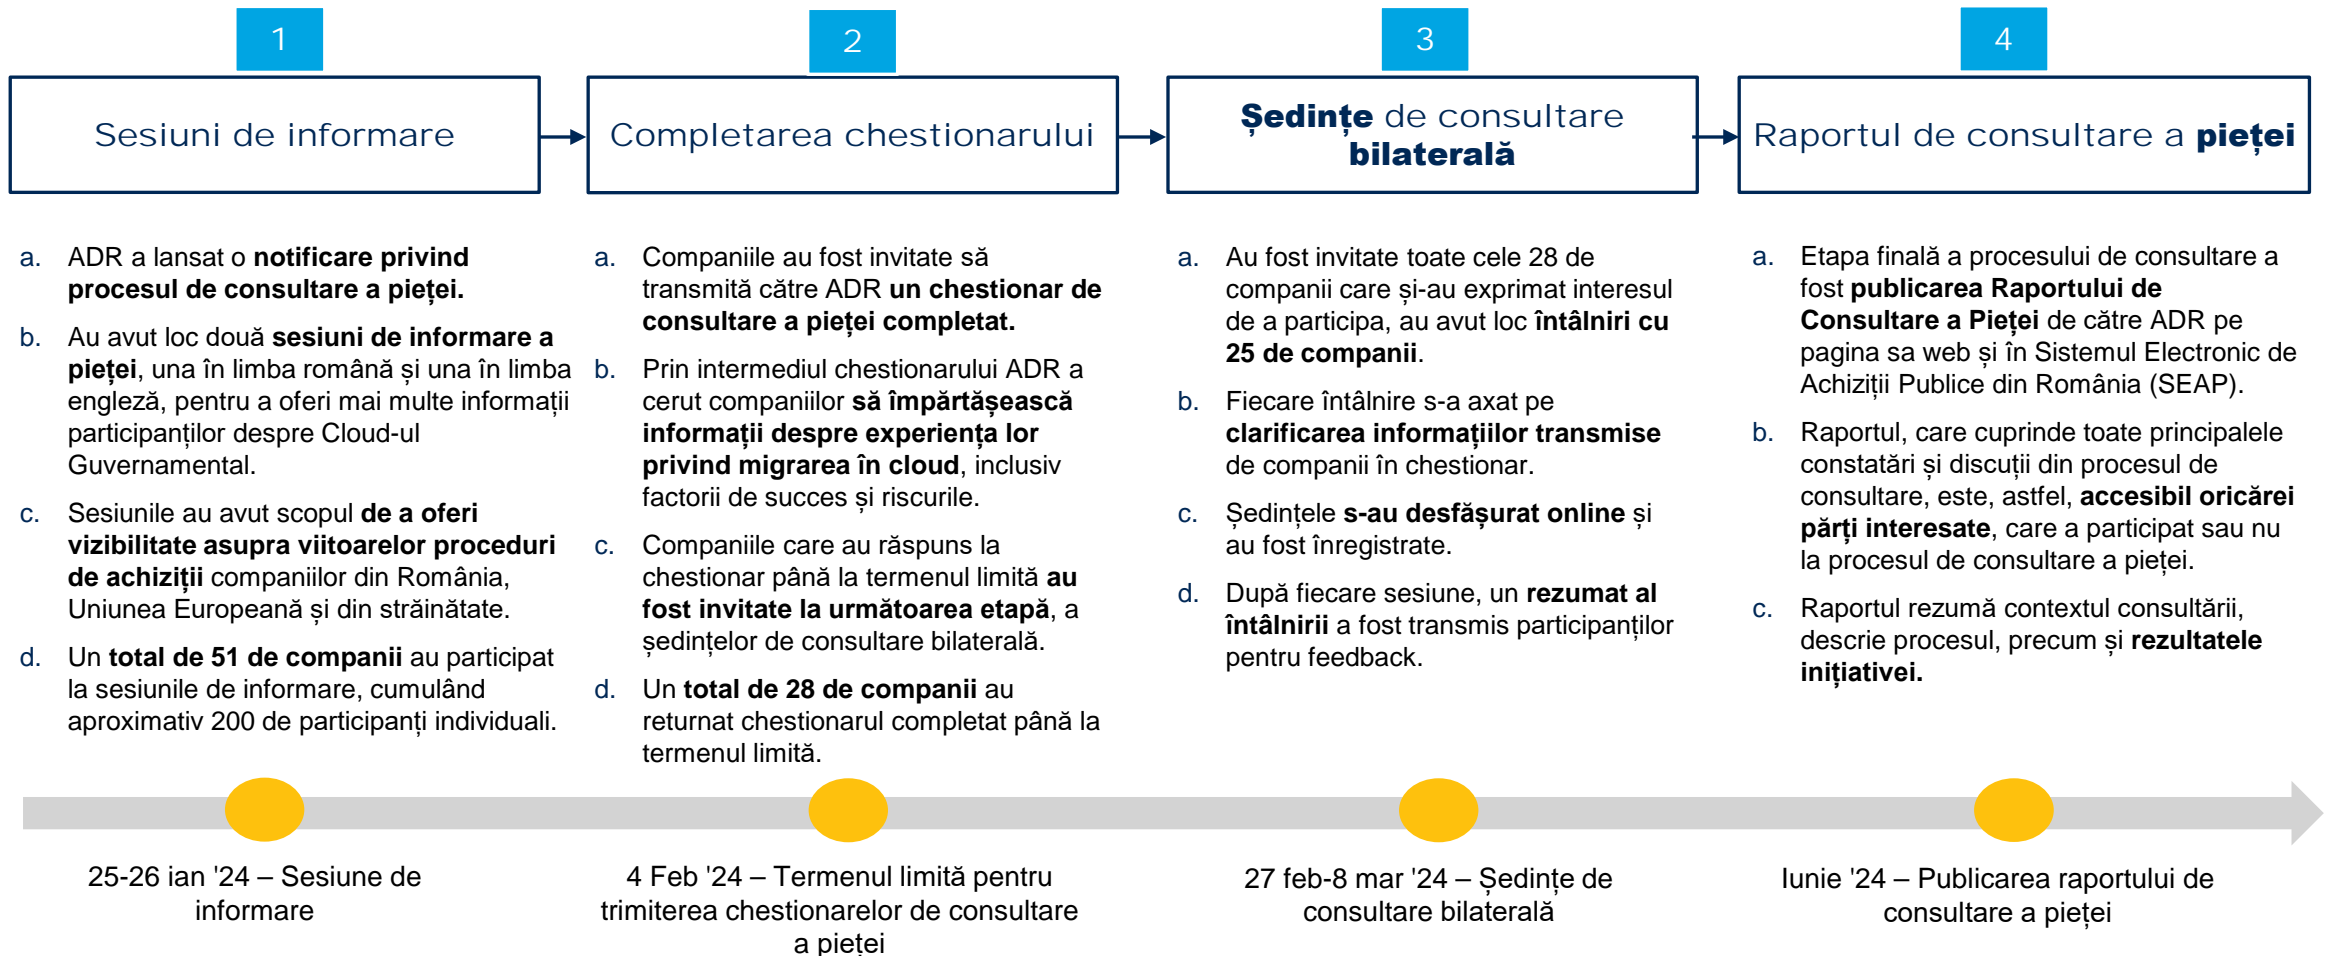 1
Sesiuni de informare
a. ADR a lansat o notificare privind
procesul de consultare a pieței.
b. Au avut loc două sesiuni de informare a
pieței, una în limba română și una în limba
engleză, pentru a oferi mai multe informații
participanților despre Cloud-ul
Guvernamental.
c. Sesiunile au avut scopul de a oferi
vizibilitate asupra viitoarelor proceduri
de achiziții companiilor din România,
Uniunea Europeană și din străinătate.
d. Un total de 51 de companii au participat
la sesiunile de informare, cumulând
aproximativ 200 de participanți individuali.
25-26 ian '24 – Sesiune de
informare
2
Completarea chestionarului
a. Companiile au fost invitate să
transmită către ADR un chestionar de
consultare a pieței completat.
b. Prin intermediul chestionarului ADR a
cerut companiilor să împărtășească
informații despre experiența lor
privind migrarea în cloud, inclusiv
factorii de succes și riscurile.
c. Companiile care au răspuns la
chestionar până la termenul limită au
fost invitate la următoarea etapă, a
ședințelor de consultare bilaterală.
d. Un total de 28 de companii au
returnat chestionarul completat până la
termenul limită.
4 Feb '24 – Termenul limită pentru
trimiterea chestionarelor de consultare
a pieței
3
Ședințe de consultare
bilaterală
a. Au fost invitate toate cele 28 de
companii care și-au exprimat interesul
de a participa, au avut loc întâlniri cu
25 de companii.
b. Fiecare întâlnire s-a axat pe
clarificarea informațiilor transmise
de companii în chestionar.
c. Ședințele s-au desfășurat online și
au fost înregistrate.
d. După fiecare sesiune, un rezumat al
întâlnirii a fost transmis participanților
pentru feedback.
27 feb-8 mar '24 – Ședințe de
consultare bilaterală
4
Raportul de consultare a pieței
a. Etapa finală a procesului de consultare a
fost publicarea Raportului de
Consultare a Pieței de către ADR pe
pagina sa web și în Sistemul Electronic de
Achiziții Publice din România (SEAP).
b. Raportul, care cuprinde toate principalele
constatări și discuții din procesul de
consultare, este, astfel, accesibil oricărei
părți interesate, care a participat sau nu
la procesul de consultare a pieței.
c. Raportul rezumă contextul consultării,
descrie procesul, precum și rezultatele
inițiativei.
Iunie '24 – Publicarea raportului de
consultare a pieței